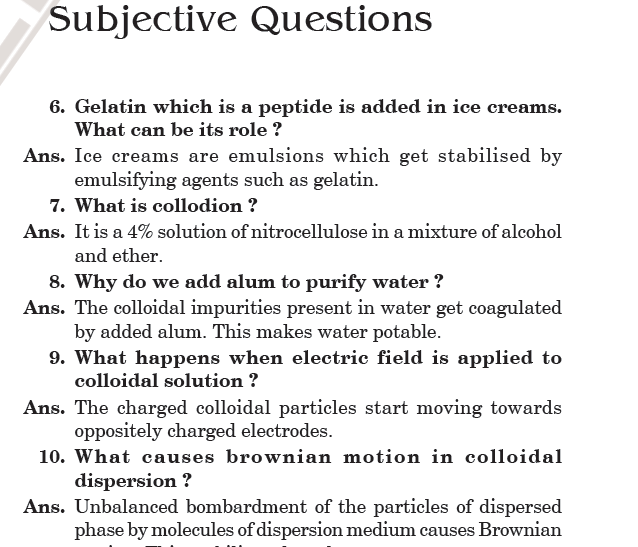 Subjective Questions
6. Gelatin which is a peptide is added in ice creams.
What can be its role ?
Ans. Ice creams are emulsions which get stabilised by
emulsifying agents such as gelatin.
7. What is collodion ?
Ans. It is a 4% solution of nitrocellulose in a mixture of alcohol
and ether.
8. Why do we add alum to purify water ?
Ans. The colloidal impurities present in water get coagulated
by added alum. This makes water potable.
9. What happens when electric field is applied to
colloidal solution ?
Ans. The charged colloidal particles start moving towards
oppositely charged electrodes.
10. What causes brownian motion in colloidal
dispersion ?
Ans. Unbalanced bombardment of the particles of dispersed
phase by molecules of dispersion medium causes Brownian